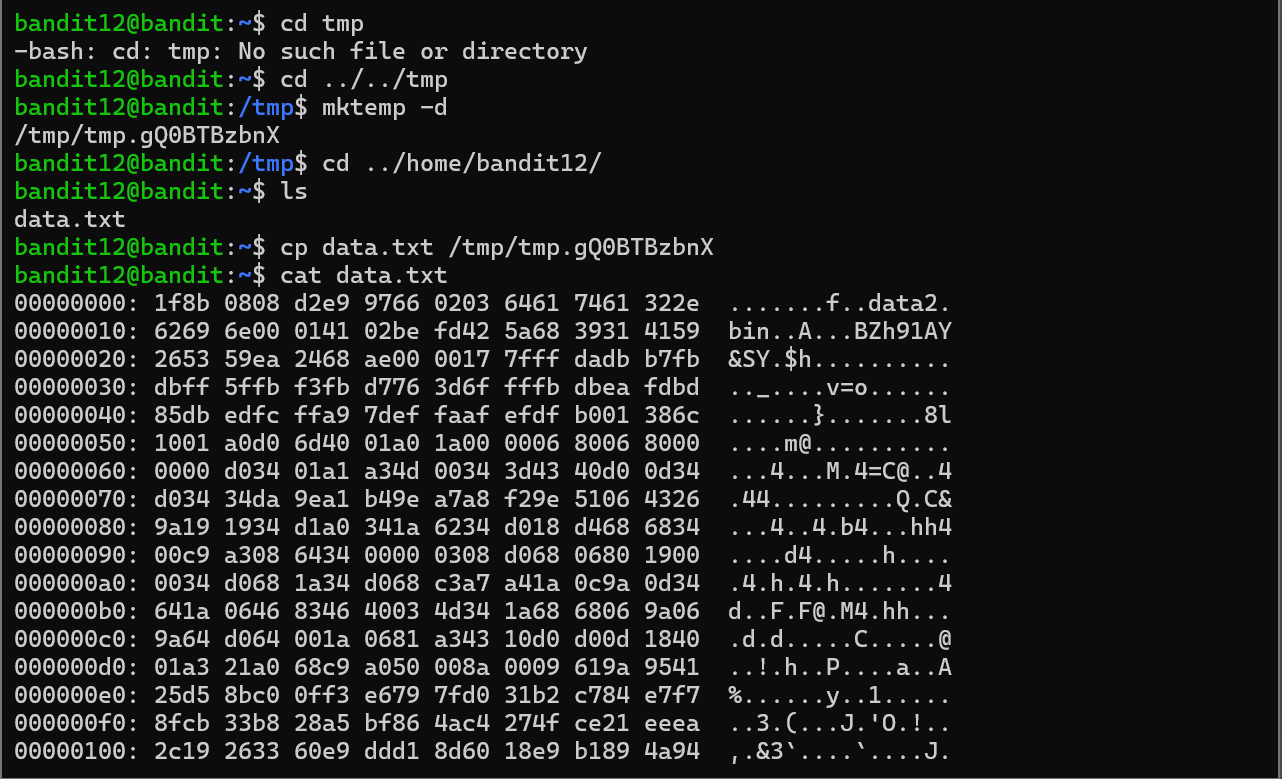 bandit12@bandit:~$ cd tmp
-bash: cd: tmp: No such file or directory
bandit12@bandit:~$ cd ../../tmp
bandit12@bandit:/tmp$ mktemp -d
/tmp/tmp.gQ0BTBzbnX
bandit12@bandit:/tmp$ cd ../home/bandit12/
bandit12@bandit:~$ ls
data.txt
bandit12@bandit:~$ cp data.txt /tmp/tmp.gQ0BTBzbnX
bandit12@bandit:~$ cat data.txt
00000000: 1f8b 0808 d2e9 9766 0203 6461 7461 322e  .......f..data2.
00000010: 6269 6e00 0141 02be fd42 5a68 3931 4159  bin..A...BZh91AY
00000020: 2653 59ea 2468 ae00 0017 7fff dadb b7fb  &SY.$h..........
00000030: dbff 5ffb f3fb d776 3d6f fffb dbea fdbd  .._....v=o......
00000040: 85db edfc ffa9 7def faaf efdf b001 386c  ......}.......8l
00000050: 1001 a0d0 6d40 01a0 1a00 0006 8006 8000  ....m@..........
00000060: 0000 d034 01a1 a34d 0034 3d43 40d0 0d34  ...4...M.4=C@..4
00000070: d034 34da 9ea1 b49e a7a8 f29e 5106 4326  .44.........Q.C&
00000080: 9a19 1934 d1a0 341a 6234 d018 d468 6834  ...4..4.b4...hh4
00000090: 00c9 a308 6434 0000 0308 d068 0680 1900  ....d4.....h....
000000a0: 0034 d068 1a34 d068 c3a7 a41a 0c9a 0d34  .4.h.4.h.......4
000000b0: 641a 0646 8346 4003 4d34 1a68 6806 9a06  d..F.F@.M4.hh...
000000c0: 9a64 d064 001a 0681 a343 10d0 d00d 1840  .d.d.....C.....@
000000d0: 01a3 21a0 68c9 a050 008a 0009 619a 9541  ..!.h..P....a..A
000000e0: 25d5 8bc0 0ff3 e679 7fd0 31b2 c784 e7f7  %......y..1.....
000000f0: 8fcb 33b8 28a5 bf86 4ac4 274f ce21 eeea  ..3.(...J.'O.!..
00000100: 2c19 2633 60e9 ddd1 8d60 18e9 b189 4a94  ,.&3`....`....J.